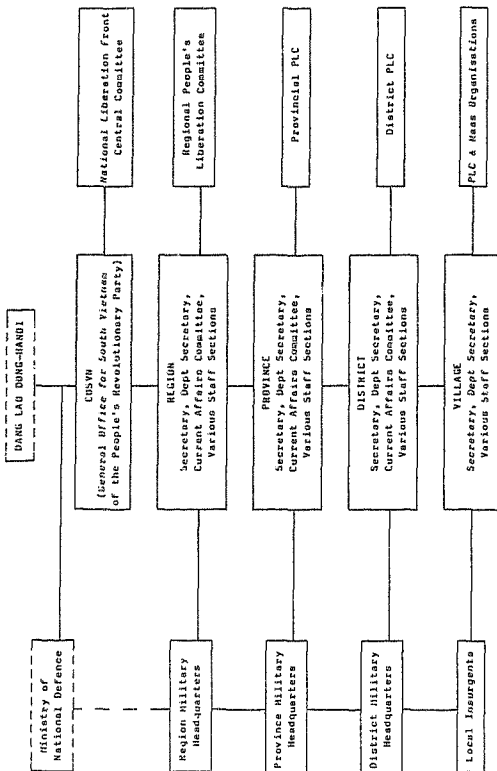 DANG LAO DONG-HANOI
Ministry of
National Defence
COSVN
(General Office for South Vietnam
of the People's Revolutionary Party)
National Liberation Front
Central Committee
Region Military
Headquarters
REGION
Secretary, Dept Secretary,
Current Affairs Committee,
Various Staff Sections
Regional People's
Liberation Committee
Province Military
Headquarters
PROVINCE
Secretary, Dept Secretary,
Current Affairs Committee,
Various Staff Sections
Provincial PLC
District Military
Headquarters
DISTRICT
Secretary, Dept Secretary,
Current Affairs Committee,
Various Staff Sections
District PLC
Local Insurgents
VILLAGE
Secretary, Dept Secretary,
Various Staff Sections
PLC & Mass Organisations